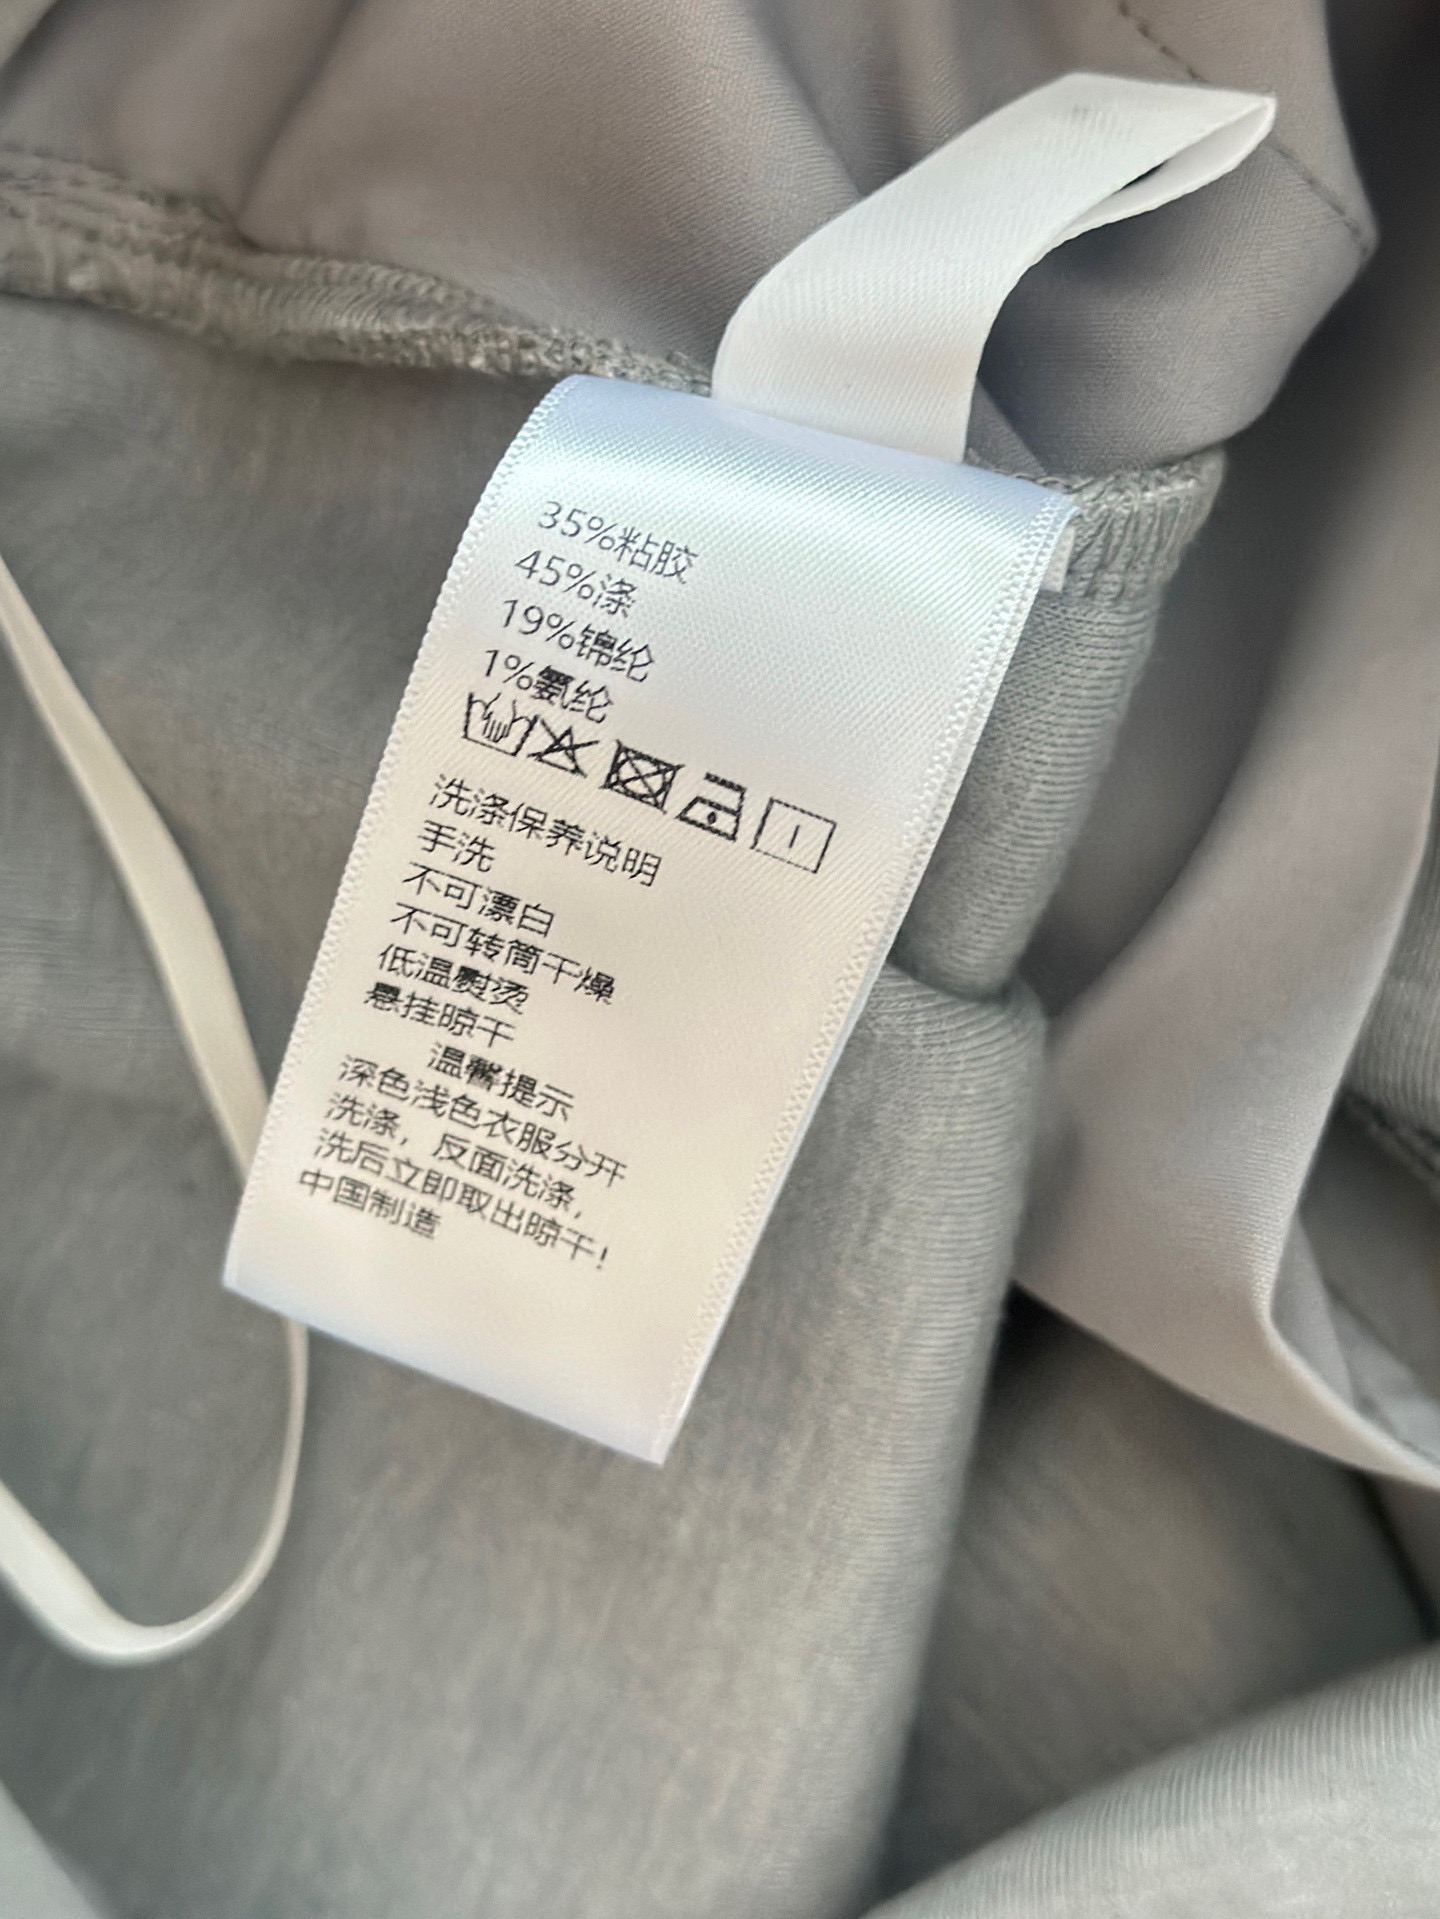 35%粘胶
45%涤
19%锦纶
1%氨纶
洗涤保养说明
手洗
不可漂白
不可转筒干燥
低温熨烫
悬挂晾干
温馨提示
深色浅色衣服分开
洗涤，反面洗涤，
洗后立即取出晾干！
中国制造